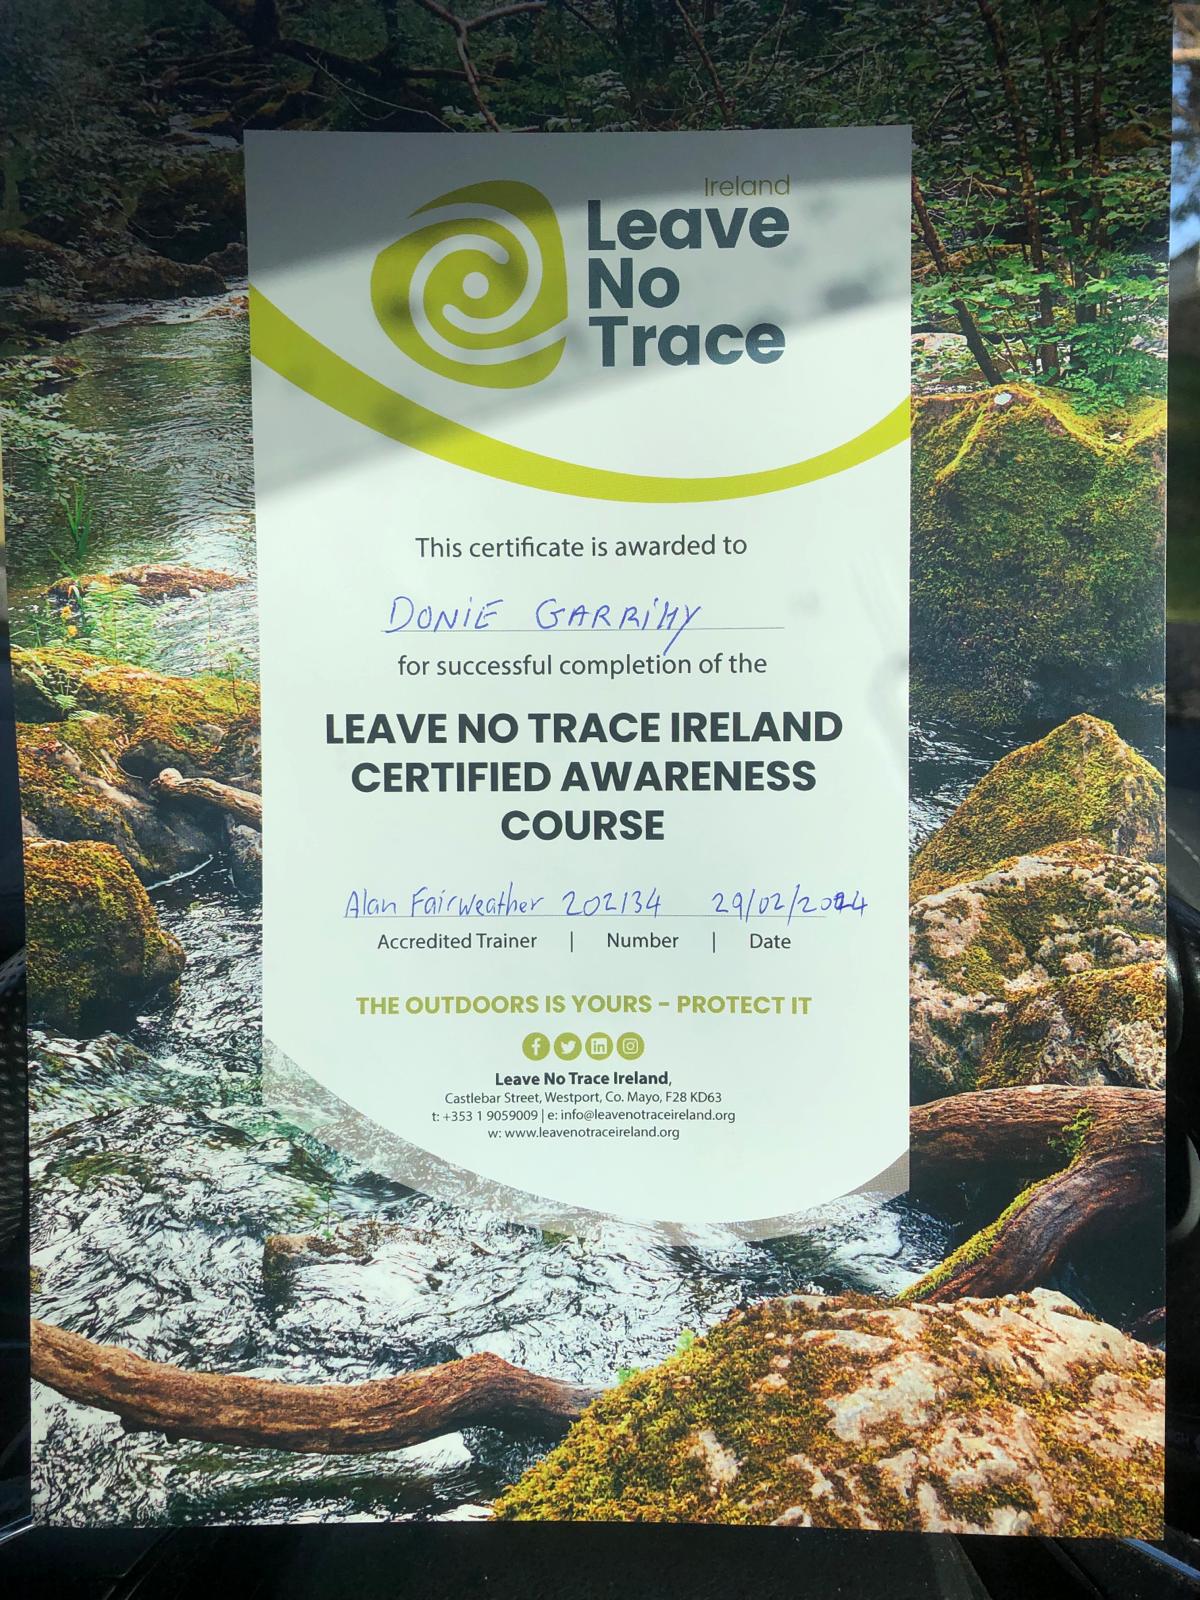 Ireland
Leave
No
Trace
This certificate is awarded to
DONIE GARRIHY
for successful completion of the
LEAVE NO TRACE IRELAND
CERTIFIED AWARENESS
COURSE
Alan Fairweather 202134 29/02/2024
Accredited Trainer | Number | Date
THE OUTDOORS IS YOURS – PROTECT IT
Leave No Trace Ireland,
Castlebar Street, Westport, Co. Mayo, F28 KD63
t: +353 1 9059009 | e: info@leavenotraceireland.org
w: www.leavenotraceireland.org